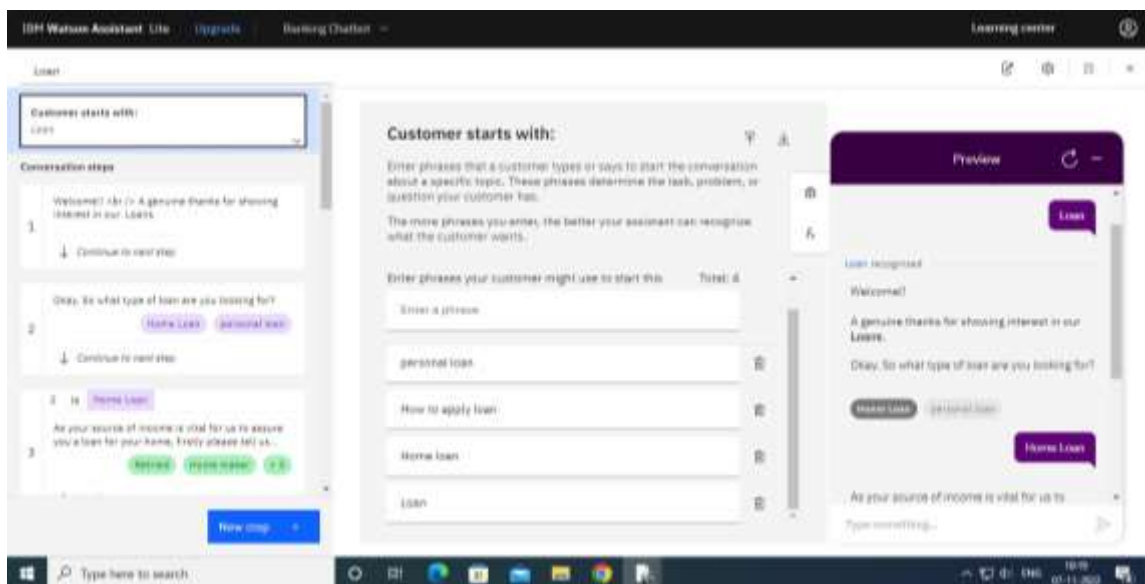 IBM Watson Assistant Lite Upgrade Banking Chatbot Learning center
Loan
Customer starts with:
Loan
Conversation steps
1
Welcome!! <br /> A genuine thanks for showing
interest in our Loans
Continue to next step
2
Okay, So what type of loan are you looking for?
Home Loan personal loan
Continue to next step
3
2 is Home Loan
As your source of income is vital for us to assure
you a loan for your home, firstly please tell us...
Retired Home maker + 3
New step +
Customer starts with:
Enter phrases that a customer types or says to start the conversation
about a specific topic. These phrases determine the task, problem, or
question your customer has.
The more phrases you enter, the better your assistant can recognize
what the customer wants.
Enter phrases your customer might use to start this Total: 4
Enter a phrase
personal loan
How to apply loan
Home loan
Loan
Preview
Loan
Loan recognized
Welcome!!
A genuine thanks for showing interest in our
Loans.
Okay, So what type of loan are you looking for?
Home Loan personal loan
Home Loan
As your source of income is vital for us to
Type something...
Type here to search
ENG